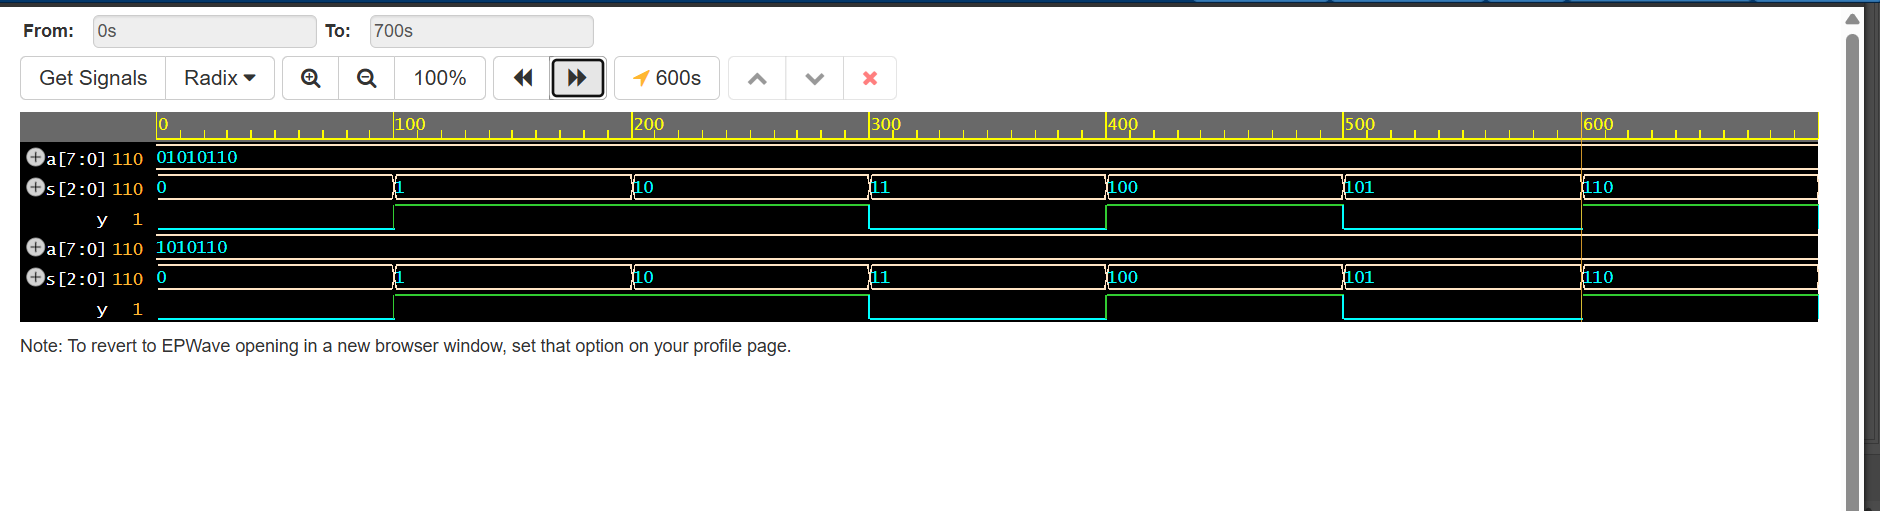 From: 0s To: 700s
Get Signals Radix 100% 600s
0 100 200 300 400 500 600
a[7:0] 110 01010110
s[2:0] 110 0 1 10 11 100 101 110
y 1
a[7:0] 110 1010110
s[2:0] 110 0 1 10 11 100 101 110
y 1
Note: To revert to EPWave opening in a new browser window, set that option on your profile page.